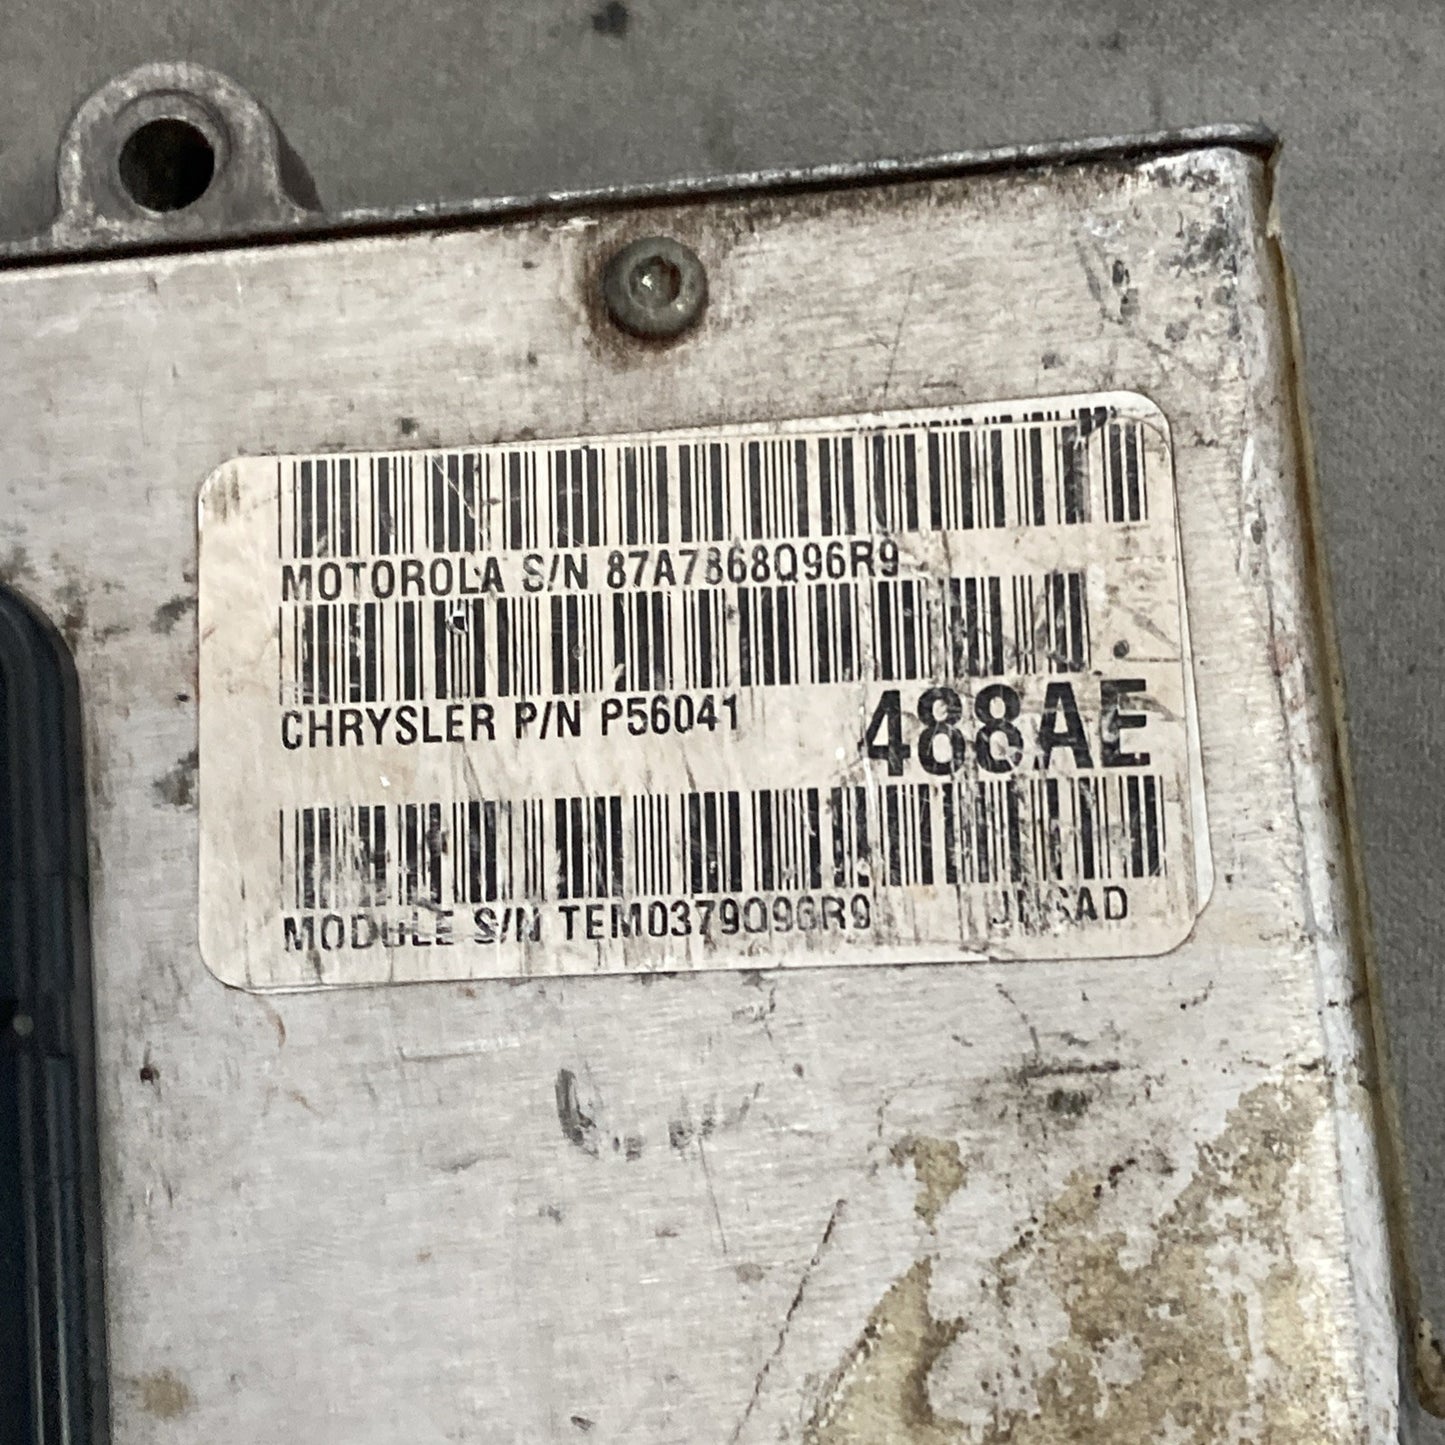 MOTOROLA S/N 87A7868Q96R9
CHRYSLER P/N P56041 488AE
MODULE S/N TEM0379Q96R9